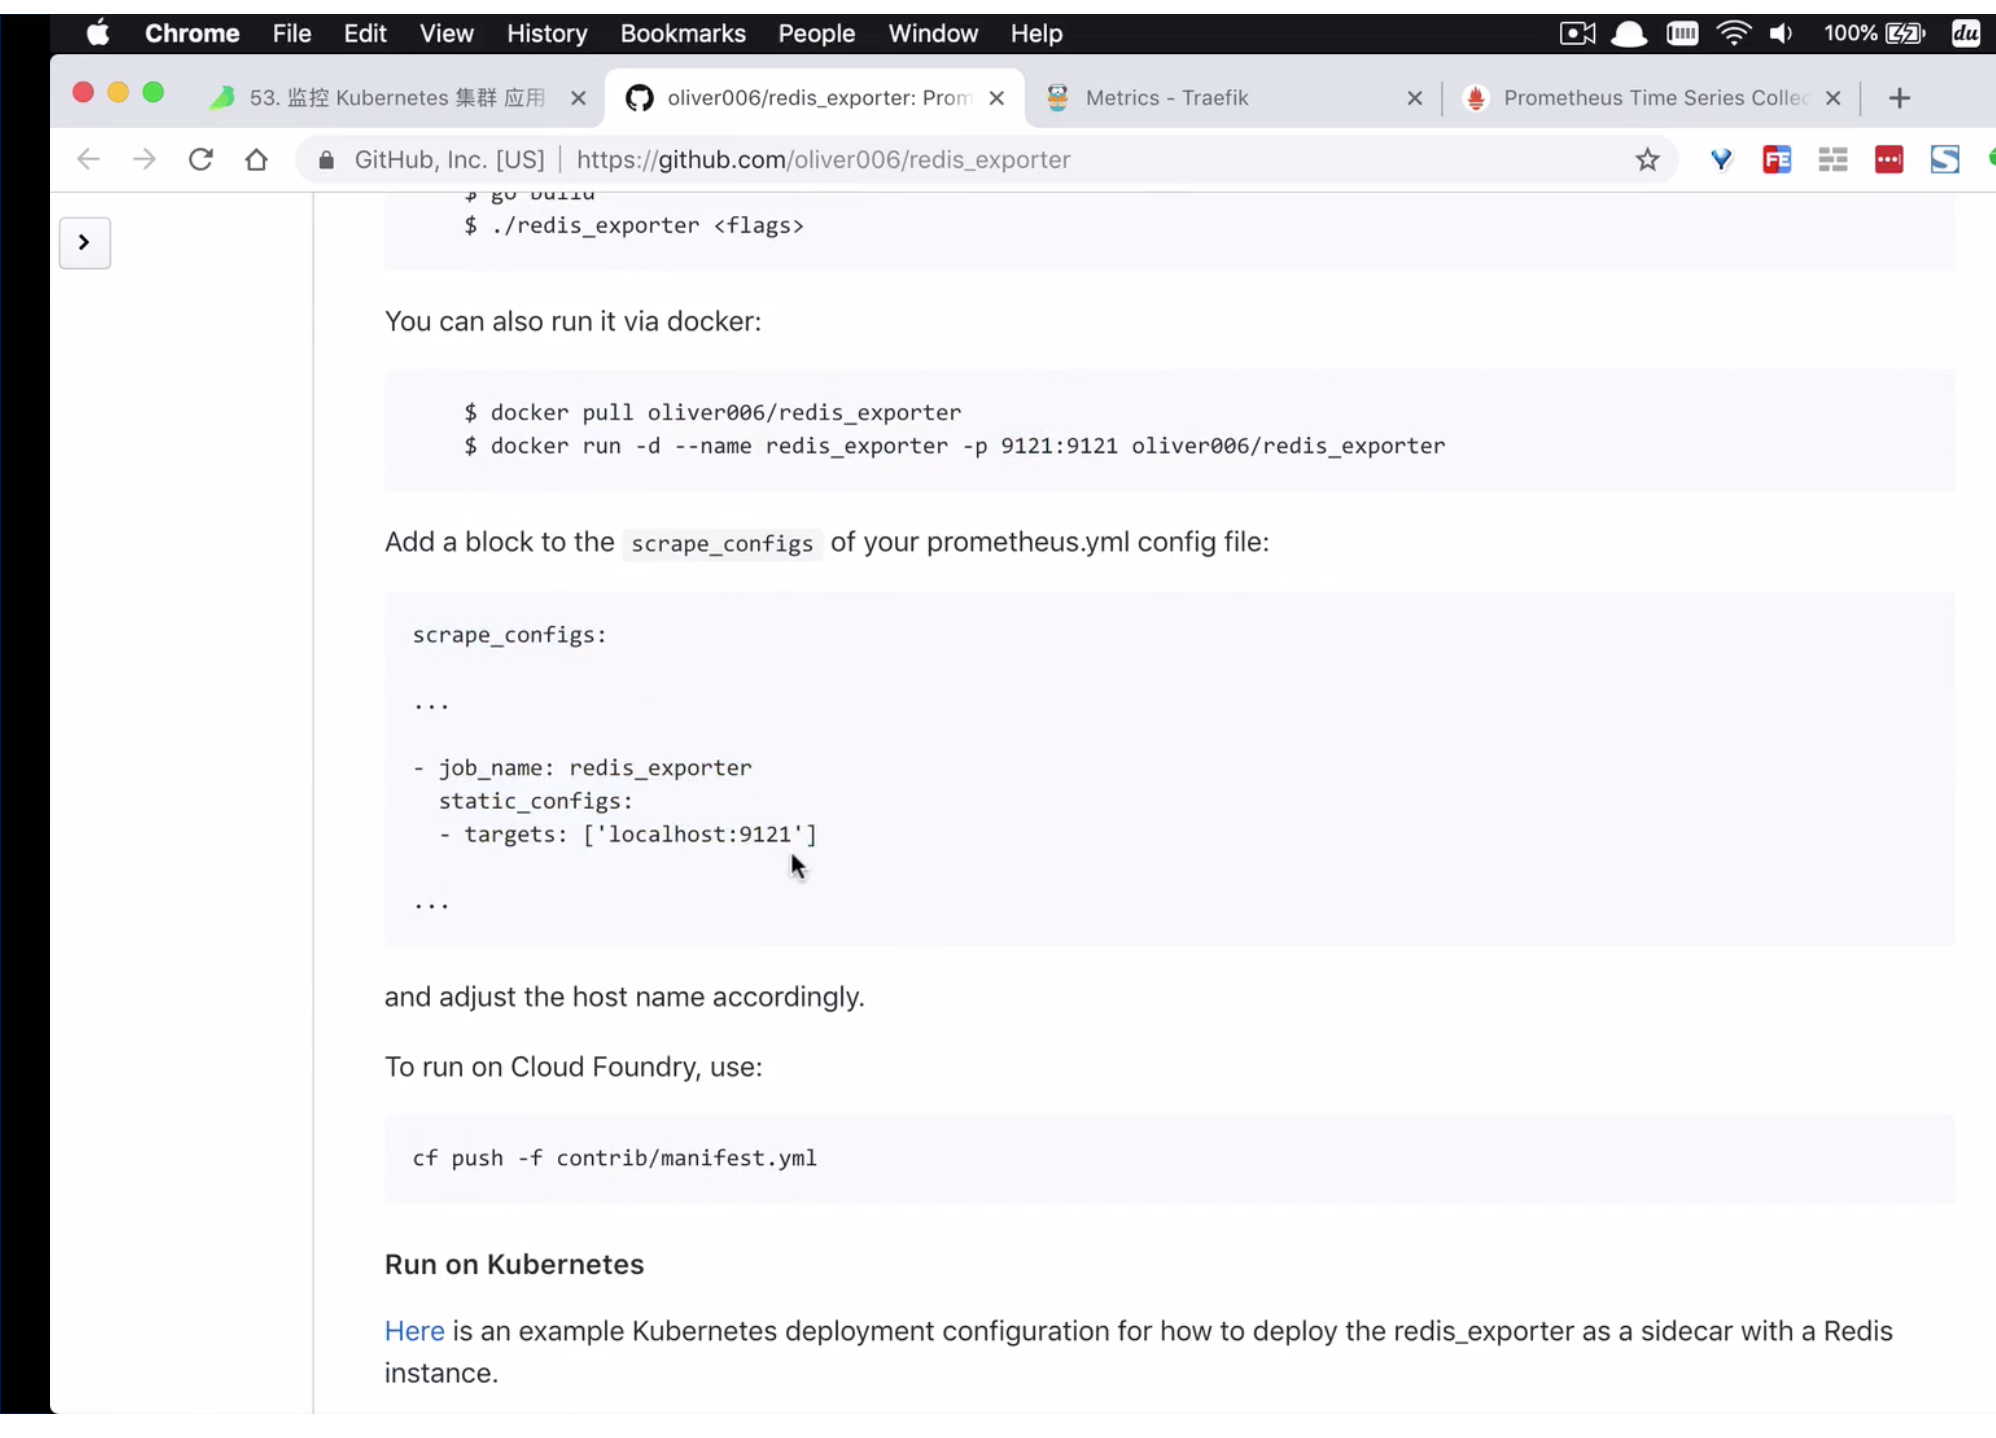 Chrome File Edit View History Bookmarks People Window Help 100% du
53. 监控 Kubernetes 集群 应用
oliver006/redis_exporter: Prom
Metrics - Traefik
Prometheus Time Series Collec
GitHub, Inc. [US] | https://github.com/oliver006/redis_exporter
FE
S
$ go build
$ ./redis_exporter <flags>
You can also run it via docker:
$ docker pull oliver006/redis_exporter
$ docker run -d --name redis_exporter -p 9121:9121 oliver006/redis_exporter
Add a block to the scrape_configs of your prometheus.yml config file:
scrape_configs:
...
- job_name: redis_exporter
static_configs:
- targets: ['localhost:9121']
...
and adjust the host name accordingly.
To run on Cloud Foundry, use:
cf push -f contrib/manifest.yml
Run on Kubernetes
Here is an example Kubernetes deployment configuration for how to deploy the redis_exporter as a sidecar with a Redis
instance.